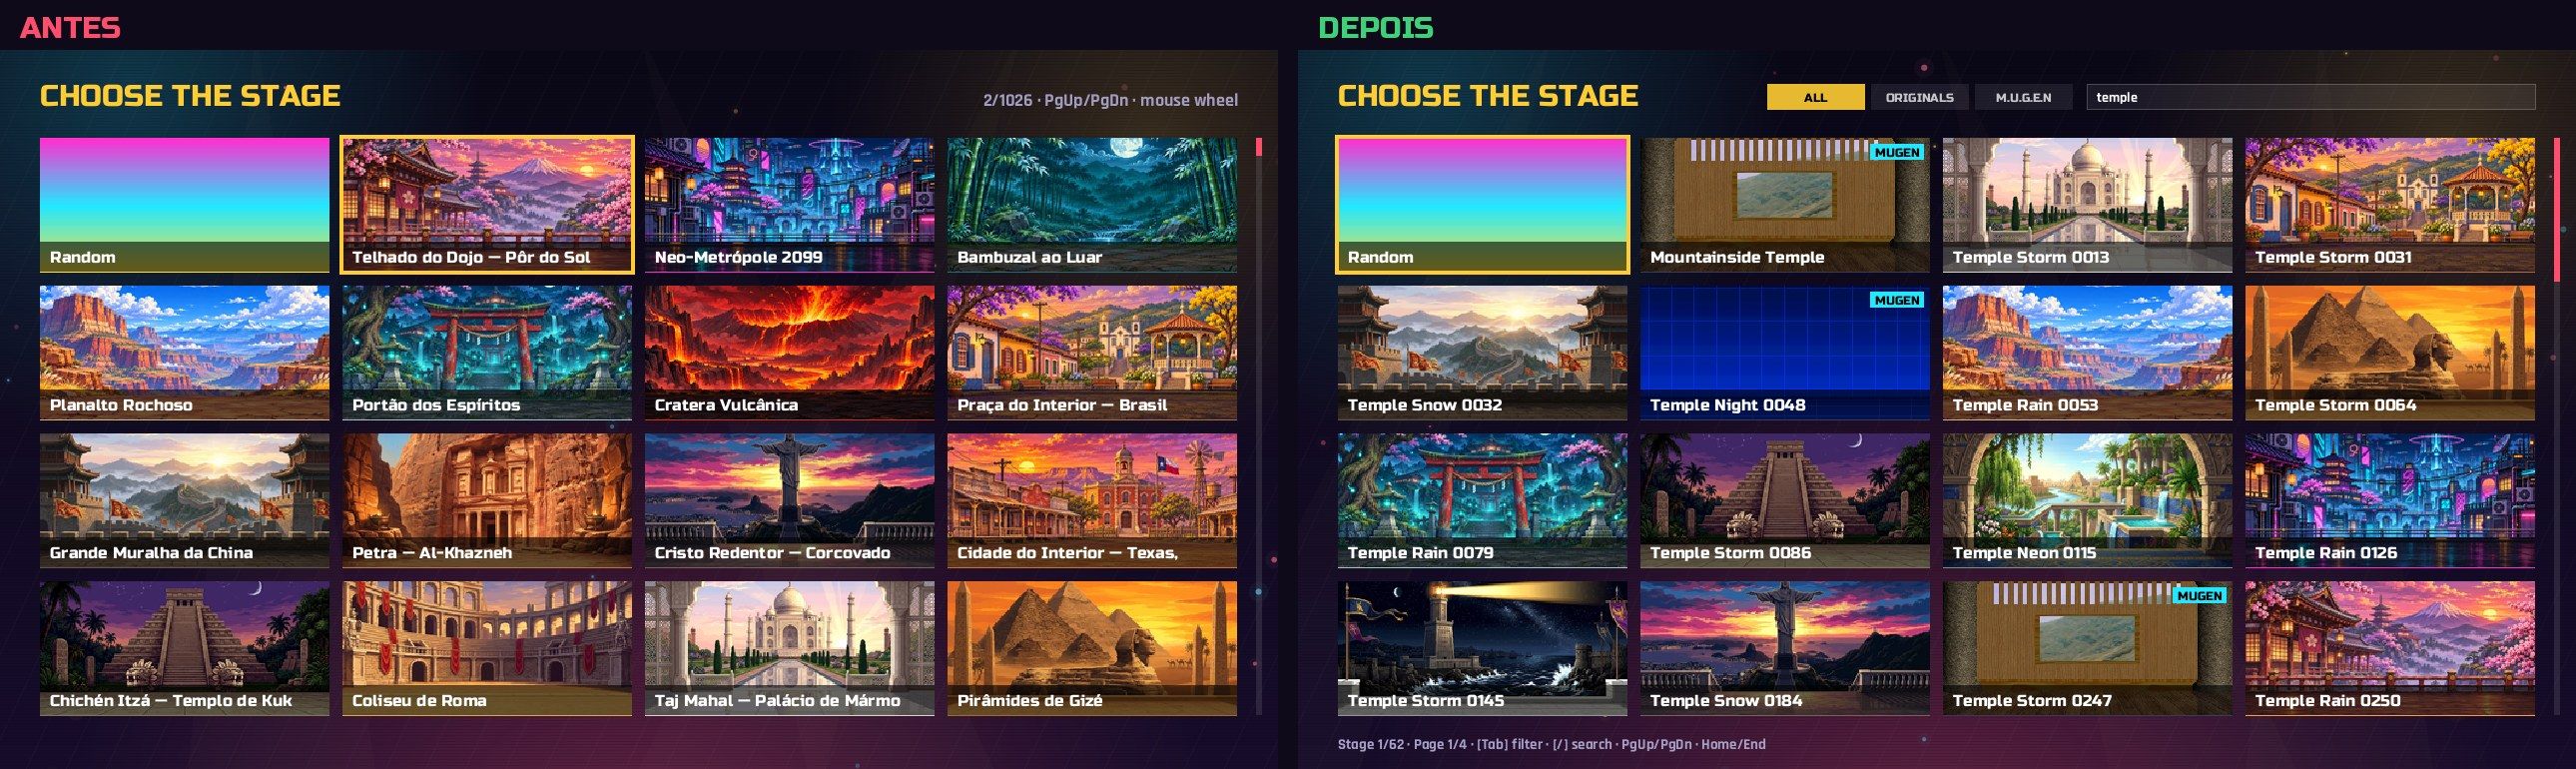 ANTES
CHOOSE THE STAGE
2/1026 · PgUp/PgDn · mouse wheel
Random
Telhado do Dojo — Pôr do Sol
Neo-Metrópole 2099
Bambuzal ao Luar
Planalto Rochoso
Portão dos Espíritos
Cratera Vulcânica
Praça do Interior — Brasil
Grande Muralha da China
Petra — Al-Khazneh
Cristo Redentor — Corcovado
Cidade do Interior — Texas,
Chichén Itzá — Templo de Kuk
Coliseu de Roma
Taj Mahal — Palácio de Mármo
Pirâmides de Gizé
DEPOIS
CHOOSE THE STAGE
ALL
ORIGINALS
M.U.G.E.N
temple
Random
MUGEN
Mountainside Temple
Temple Storm 0013
Temple Storm 0031
Temple Snow 0032
MUGEN
Temple Night 0048
Temple Rain 0053
Temple Storm 0064
Temple Rain 0079
Temple Storm 0086
Temple Neon 0115
Temple Rain 0126
Temple Storm 0145
Temple Snow 0184
MUGEN
Temple Storm 0247
Temple Rain 0250
Stage 1/62 · Page 1/4 · [Tab] filter · [/] search · PgUp/PgDn · Home/End